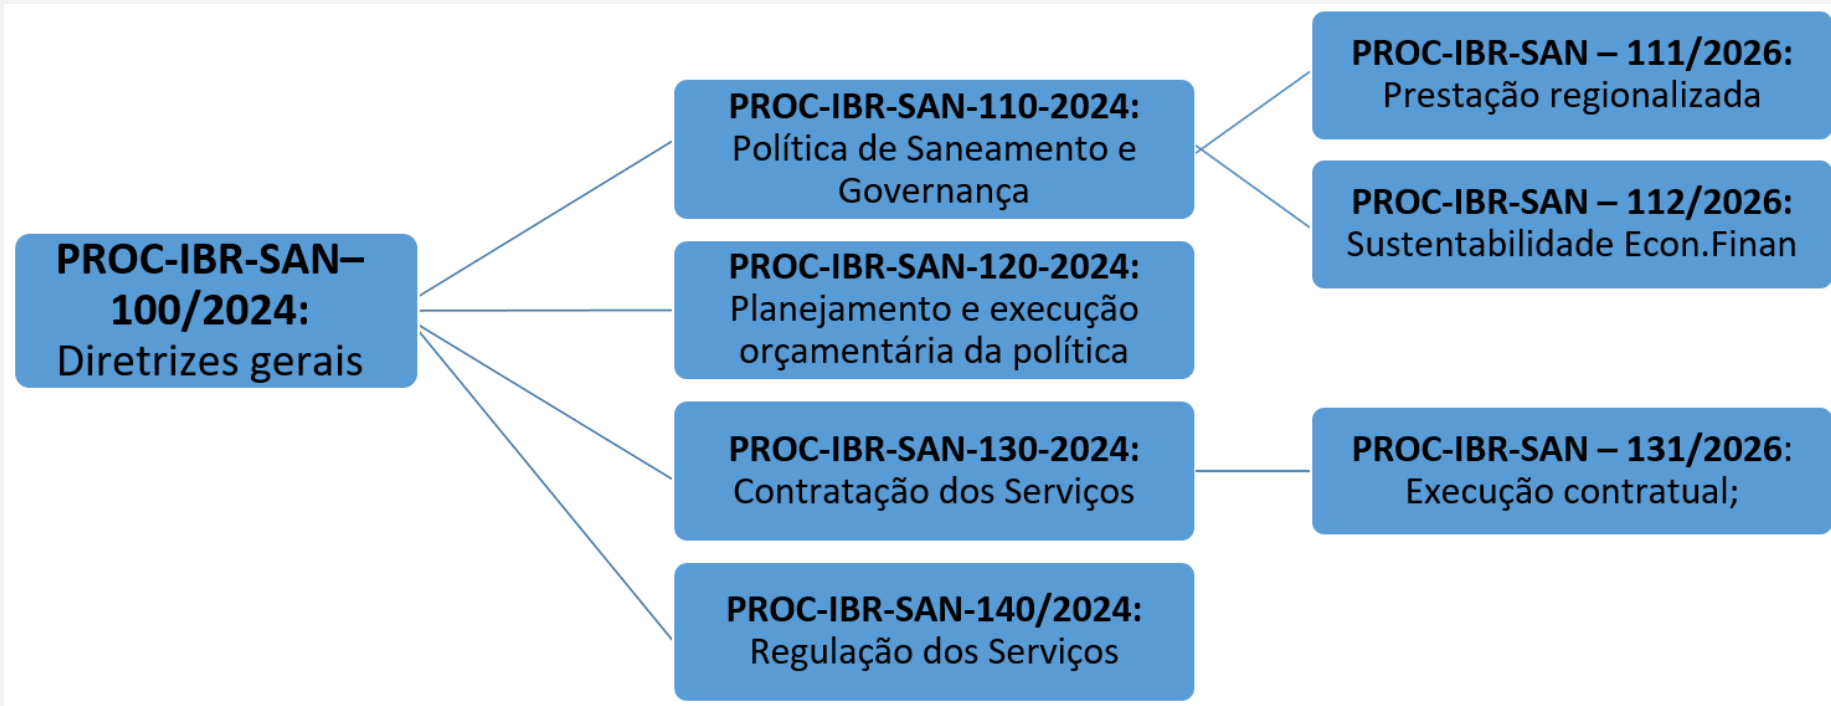 PROC-IBR-SAN–
100/2024:
Diretrizes gerais
PROC-IBR-SAN-110-2024:
Política de Saneamento e
Governança
PROC-IBR-SAN-120-2024:
Planejamento e execução
orçamentária da política
PROC-IBR-SAN-130-2024:
Contratação dos Serviços
PROC-IBR-SAN-140/2024:
Regulação dos Serviços
PROC-IBR-SAN – 111/2026:
Prestação regionalizada
PROC-IBR-SAN – 112/2026:
Sustentabilidade Econ.Finan
PROC-IBR-SAN – 131/2026:
Execução contratual;